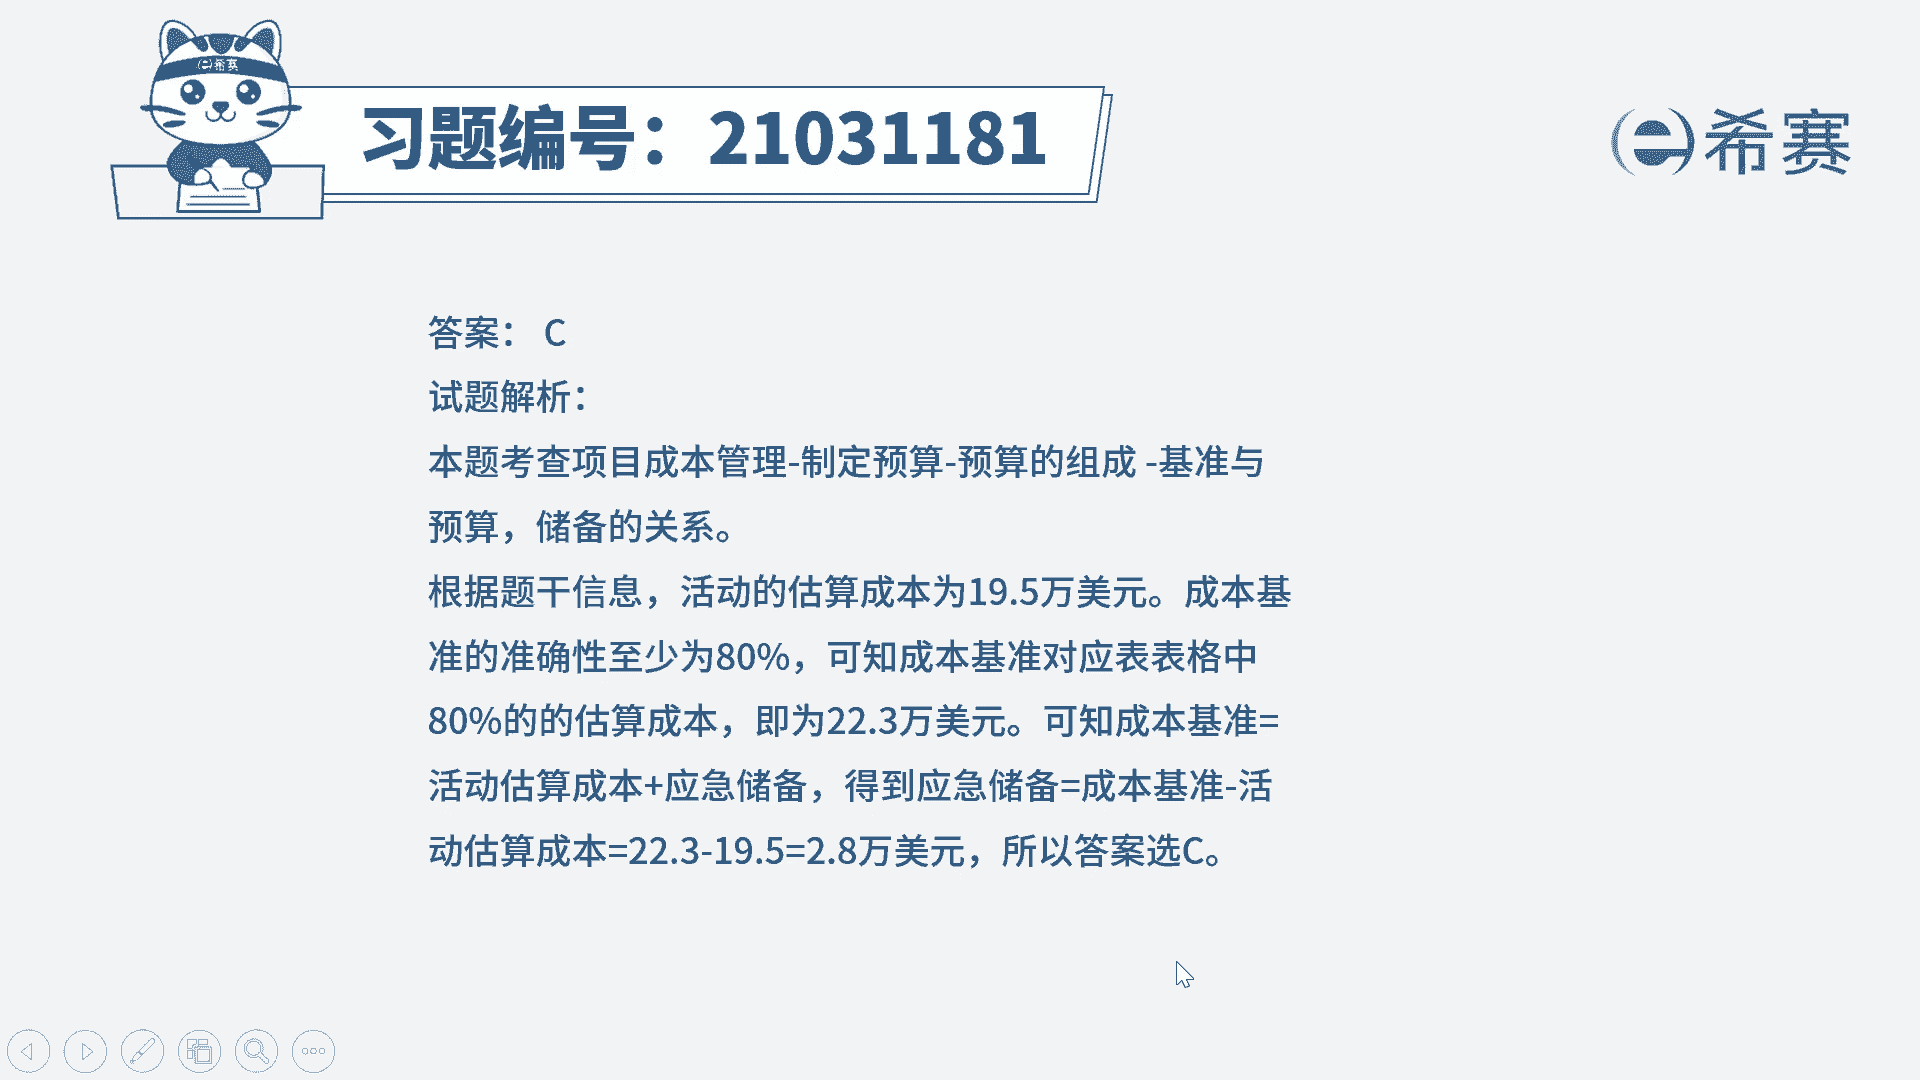 希赛
习题编号：21031181
希赛
答案： C
试题解析：
本题考查项目成本管理-制定预算-预算的组成 -基准与
预算，储备的关系。
根据题干信息，活动的估算成本为19.5万美元。成本基
准的准确性至少为80%，可知成本基准对应表表格中
80%的的估算成本，即为22.3万美元。可知成本基准=
活动估算成本+应急储备，得到应急储备=成本基准-活
动估算成本=22.3-19.5=2.8万美元，所以答案选C。